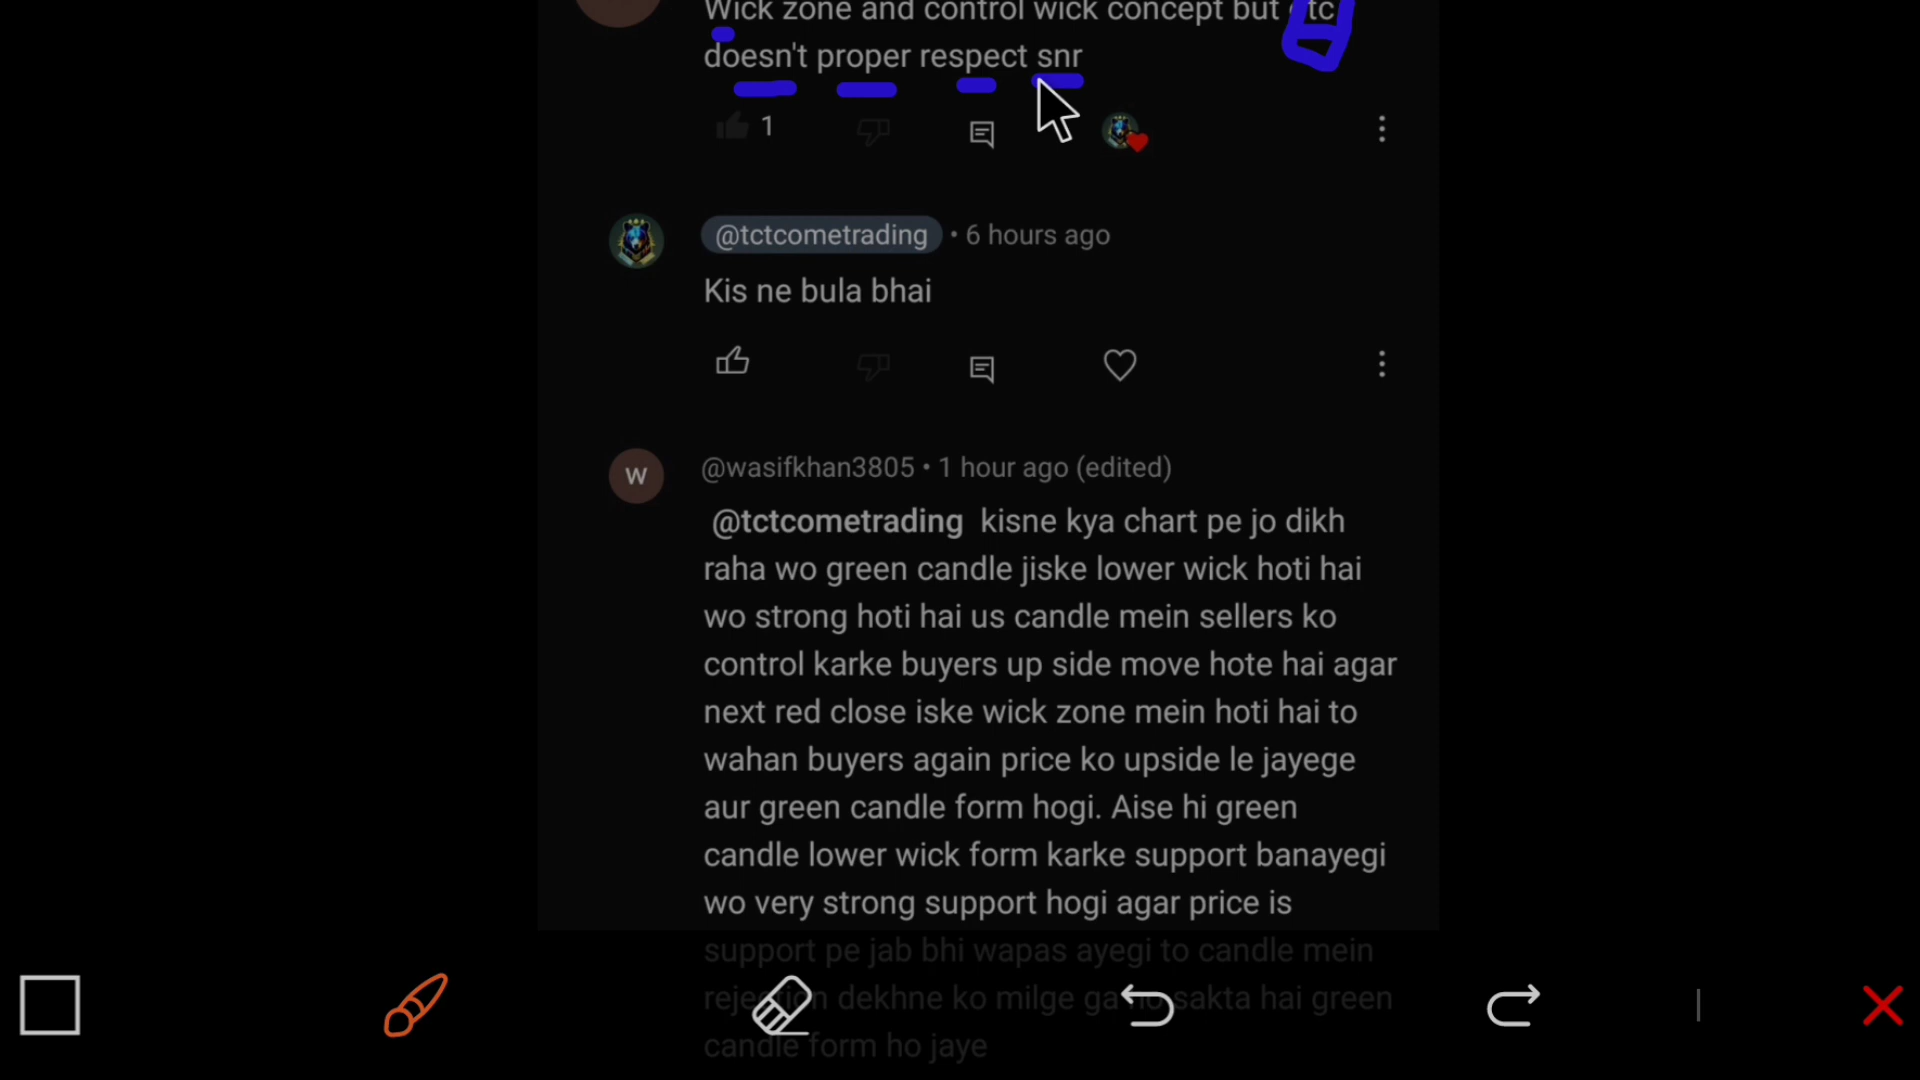 Wick zone and control wick concept but otc
doesn't proper respect snr
1
@tctcometrading • 6 hours ago
Kis ne bula bhai
W
@wasifkhan3805 • 1 hour ago (edited)
@tctcometrading kisne kya chart pe jo dikh
raha wo green candle jiske lower wick hoti hai
wo strong hoti hai us candle mein sellers ko
control karke buyers up side move hote hai agar
next red close iske wick zone mein hoti hai to
wahan buyers again price ko upside le jayege
aur green candle form hogi. Aise hi green
candle lower wick form karke support banayegi
wo very strong support hogi agar price is
support pe jab bhi wapas ayegi to candle mein
rejection dekhne ko milge ga ho sakta hai green
candle form ho jaye